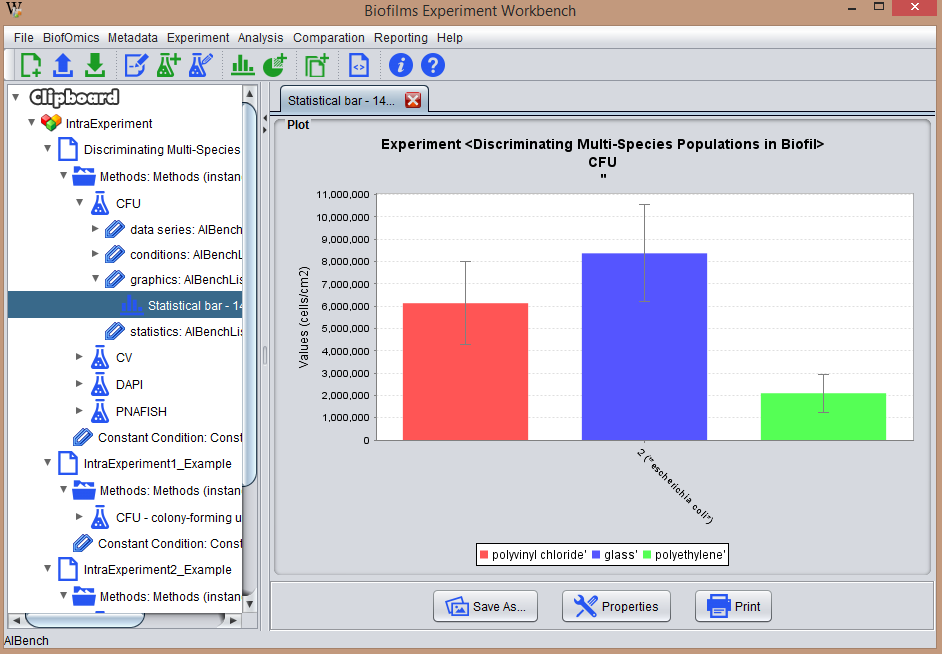 Biofilms Experiment Workbench
File BiofOmics Metadata Experiment Analysis Comparation Reporting Help
Clipboard
IntraExperiment
Discriminating Multi-Species
Methods: Methods (instan
CFU
data series: AIBench
conditions: AIBenchL
graphics: AIBenchLis
Statistical bar - 14
statistics: AIBenchLis
CV
DAPI
PNAFISH
Constant Condition: Const
IntraExperiment1_Example
Methods: Methods (instan
CFU - colony-forming u
Constant Condition: Const
IntraExperiment2_Example
Methods: Methods (instan
AIBench
Statistical bar - 14...
Plot
Experiment <Discriminating Multi-Species Populations in Biofil>
CFU
"
Values (cells/cm2)
11,000,000
10,000,000
9,000,000
8,000,000
7,000,000
6,000,000
5,000,000
4,000,000
3,000,000
2,000,000
1,000,000
0
2 ("escherichia coli")
polyvinyl chloride' glass' polyethylene'
Save As... Properties Print